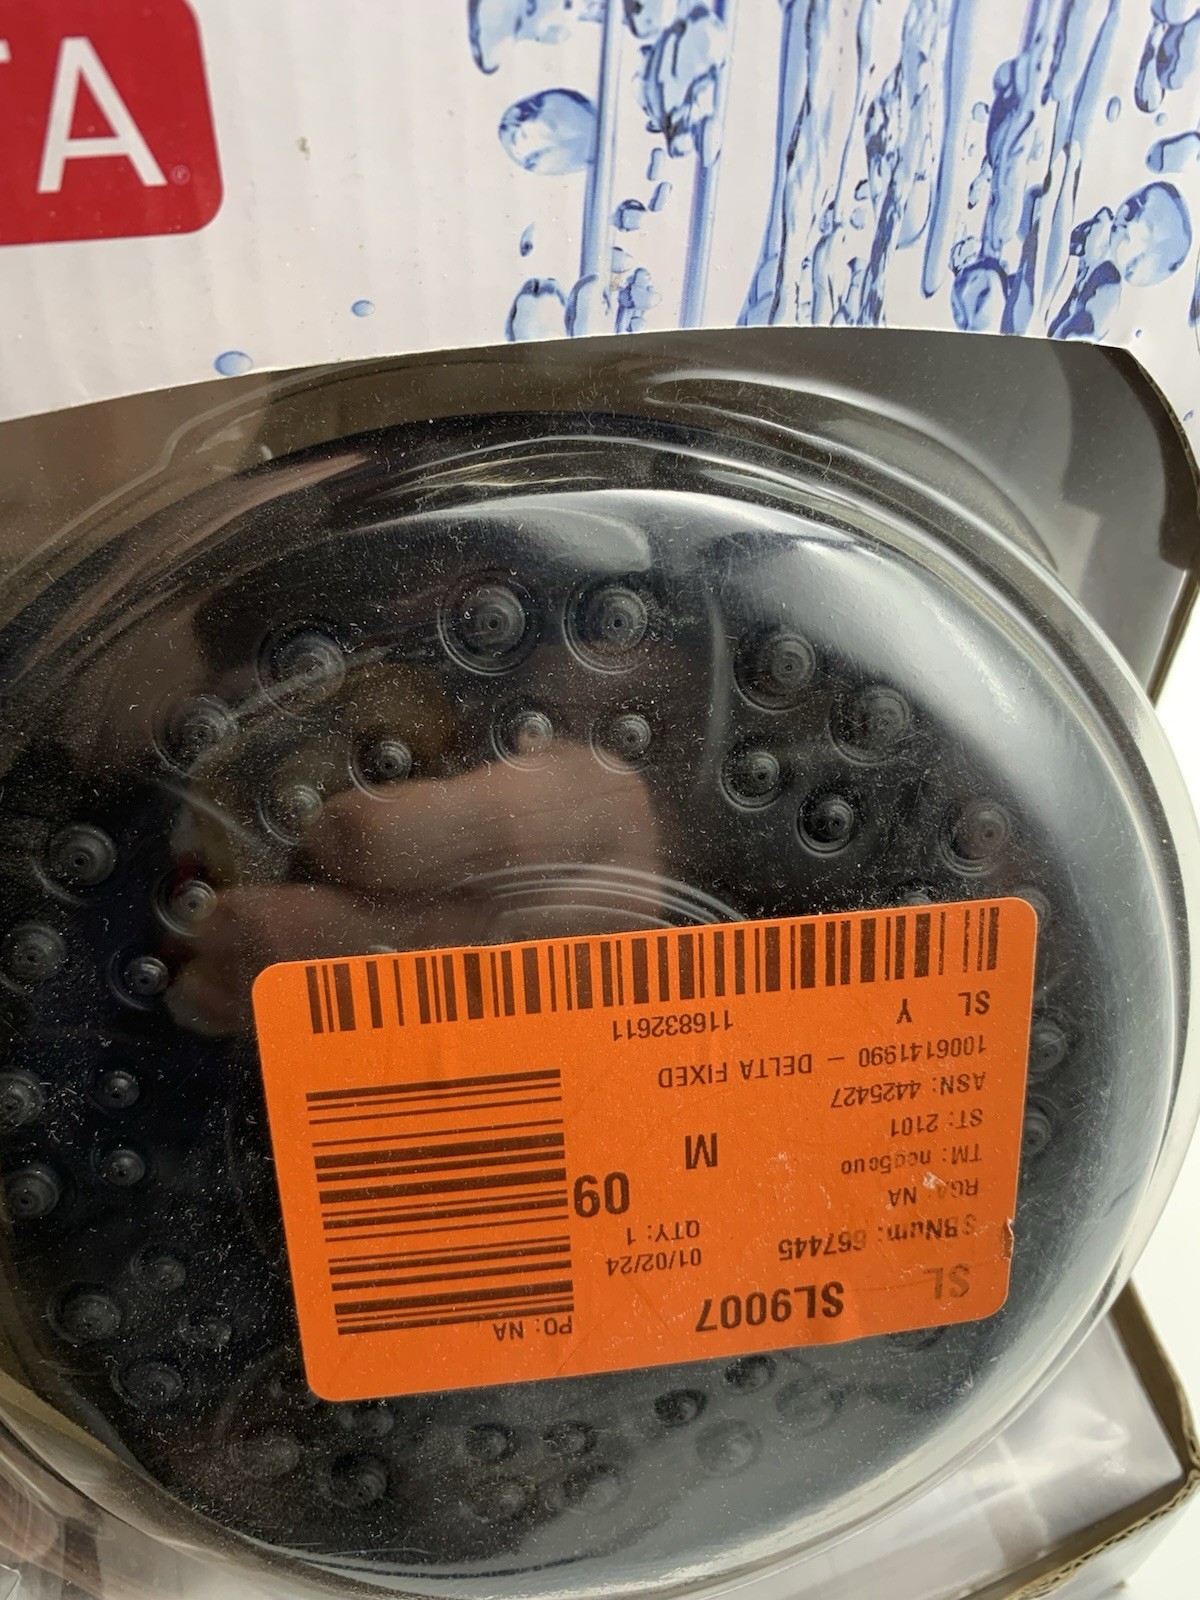 TA®
SL SL9007 PO: NA
SBNum: 667445 01/02/24
RGA: NA QTY: 1
TM: 09
ST: 2101 M
ASN: 4425427
1006141990 – DELTA FIXED
SL Y 116832611